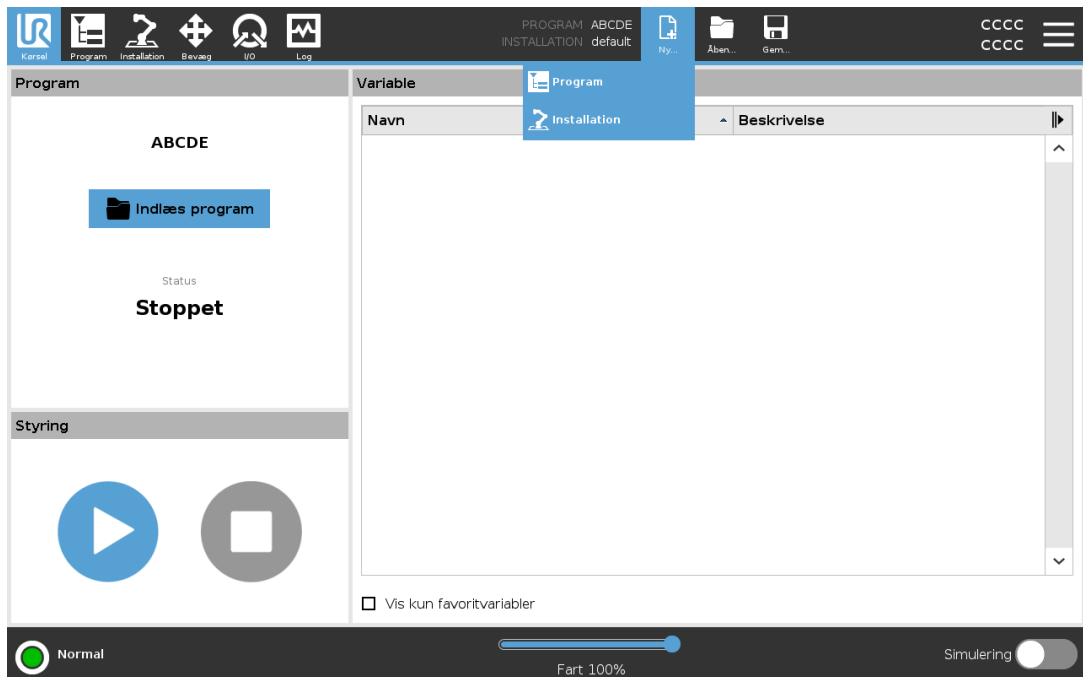 Kørsel
Program
Installation
Bevæg
I/O
Log
PROGRAM ABCDE
INSTALLATION default
Ny...
Åben...
Gem...
CCCC
CCCC
Program
Installation
Program
ABCDE
Indlæs program
Status
Stoppet
Styring
Variable
Navn
Beskrivelse
Vis kun favoritvariabler
Normal
Fart 100%
Simulering